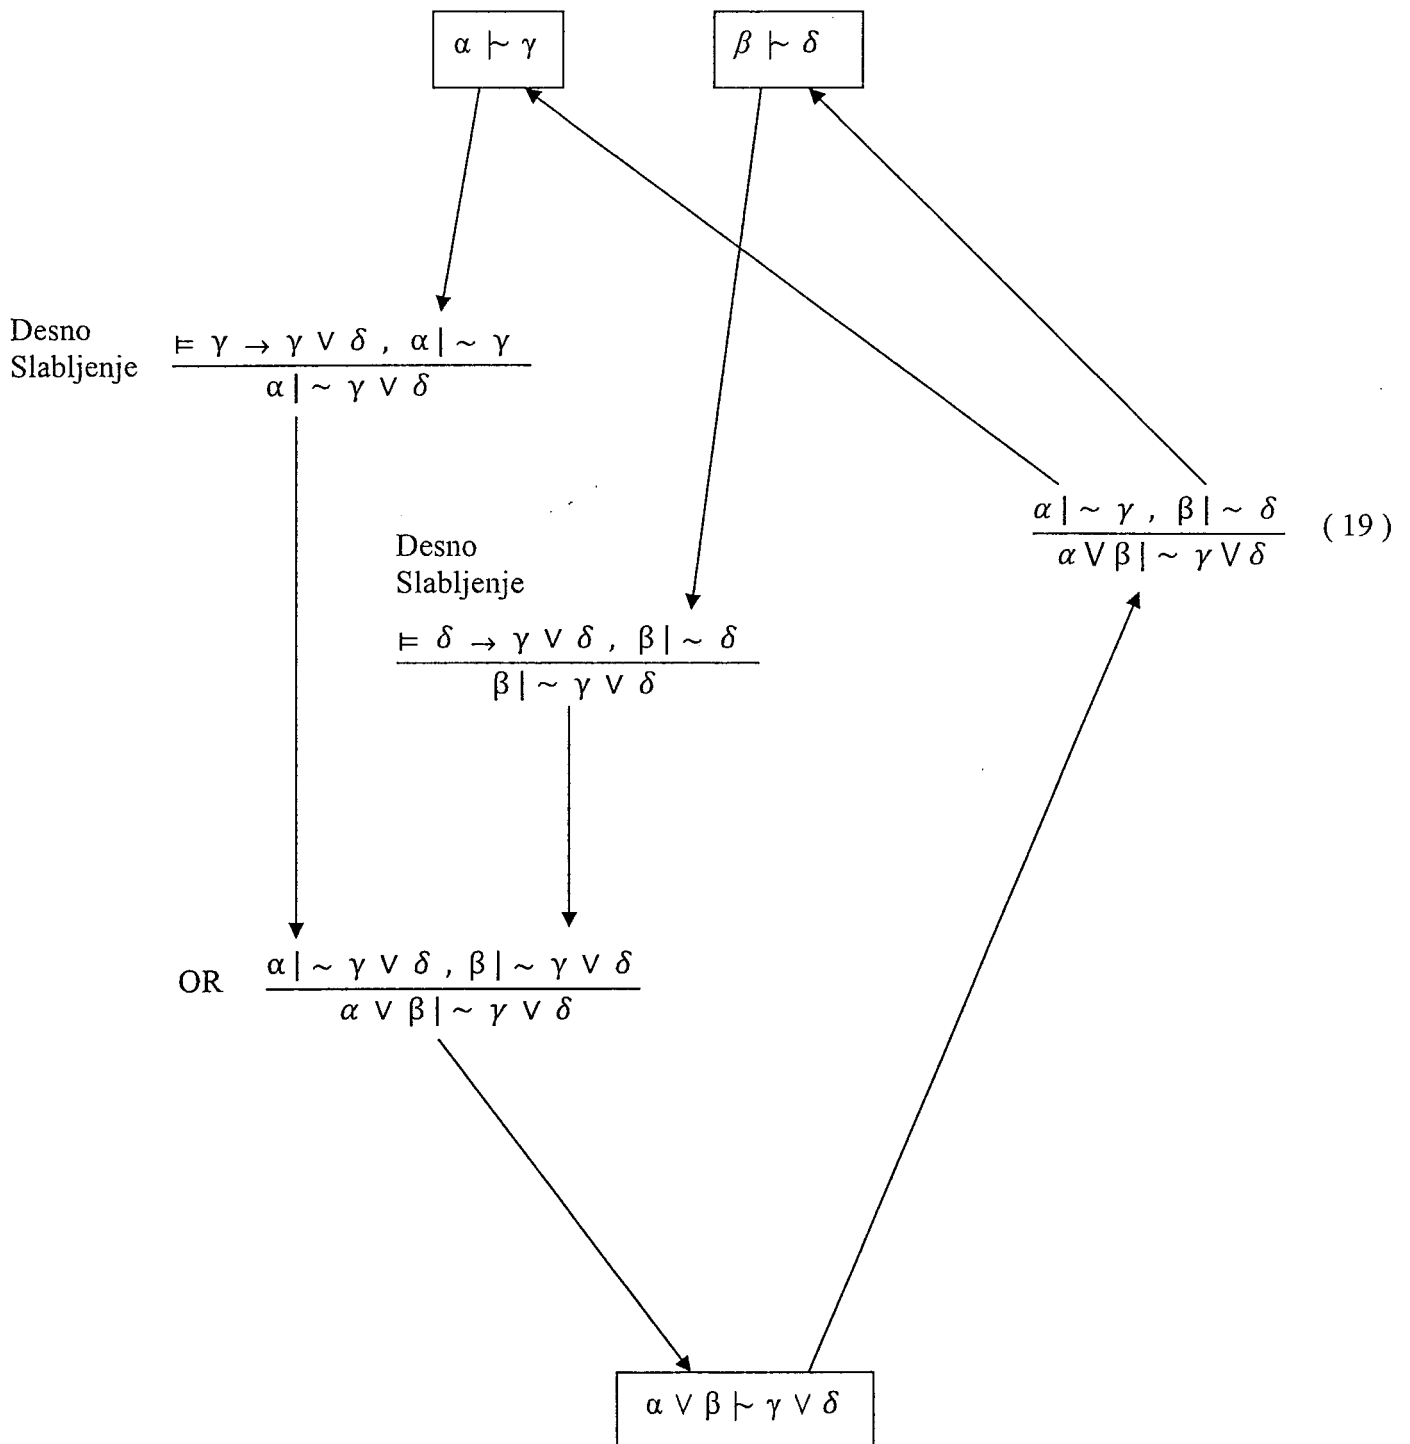 α |~ γ
β |~ δ
Desno
Slabljenje
⊨ γ → γ ∨ δ , α | ~ γ
α | ~ γ ∨ δ
α | ~ γ , β | ~ δ
( 19 )
α ∨ β | ~ γ ∨ δ
Desno
Slabljenje
⊨ δ → γ ∨ δ , β | ~ δ
β | ~ γ ∨ δ
OR
α | ~ γ ∨ δ , β | ~ γ ∨ δ
α ∨ β | ~ γ ∨ δ
α ∨ β |~ γ ∨ δ